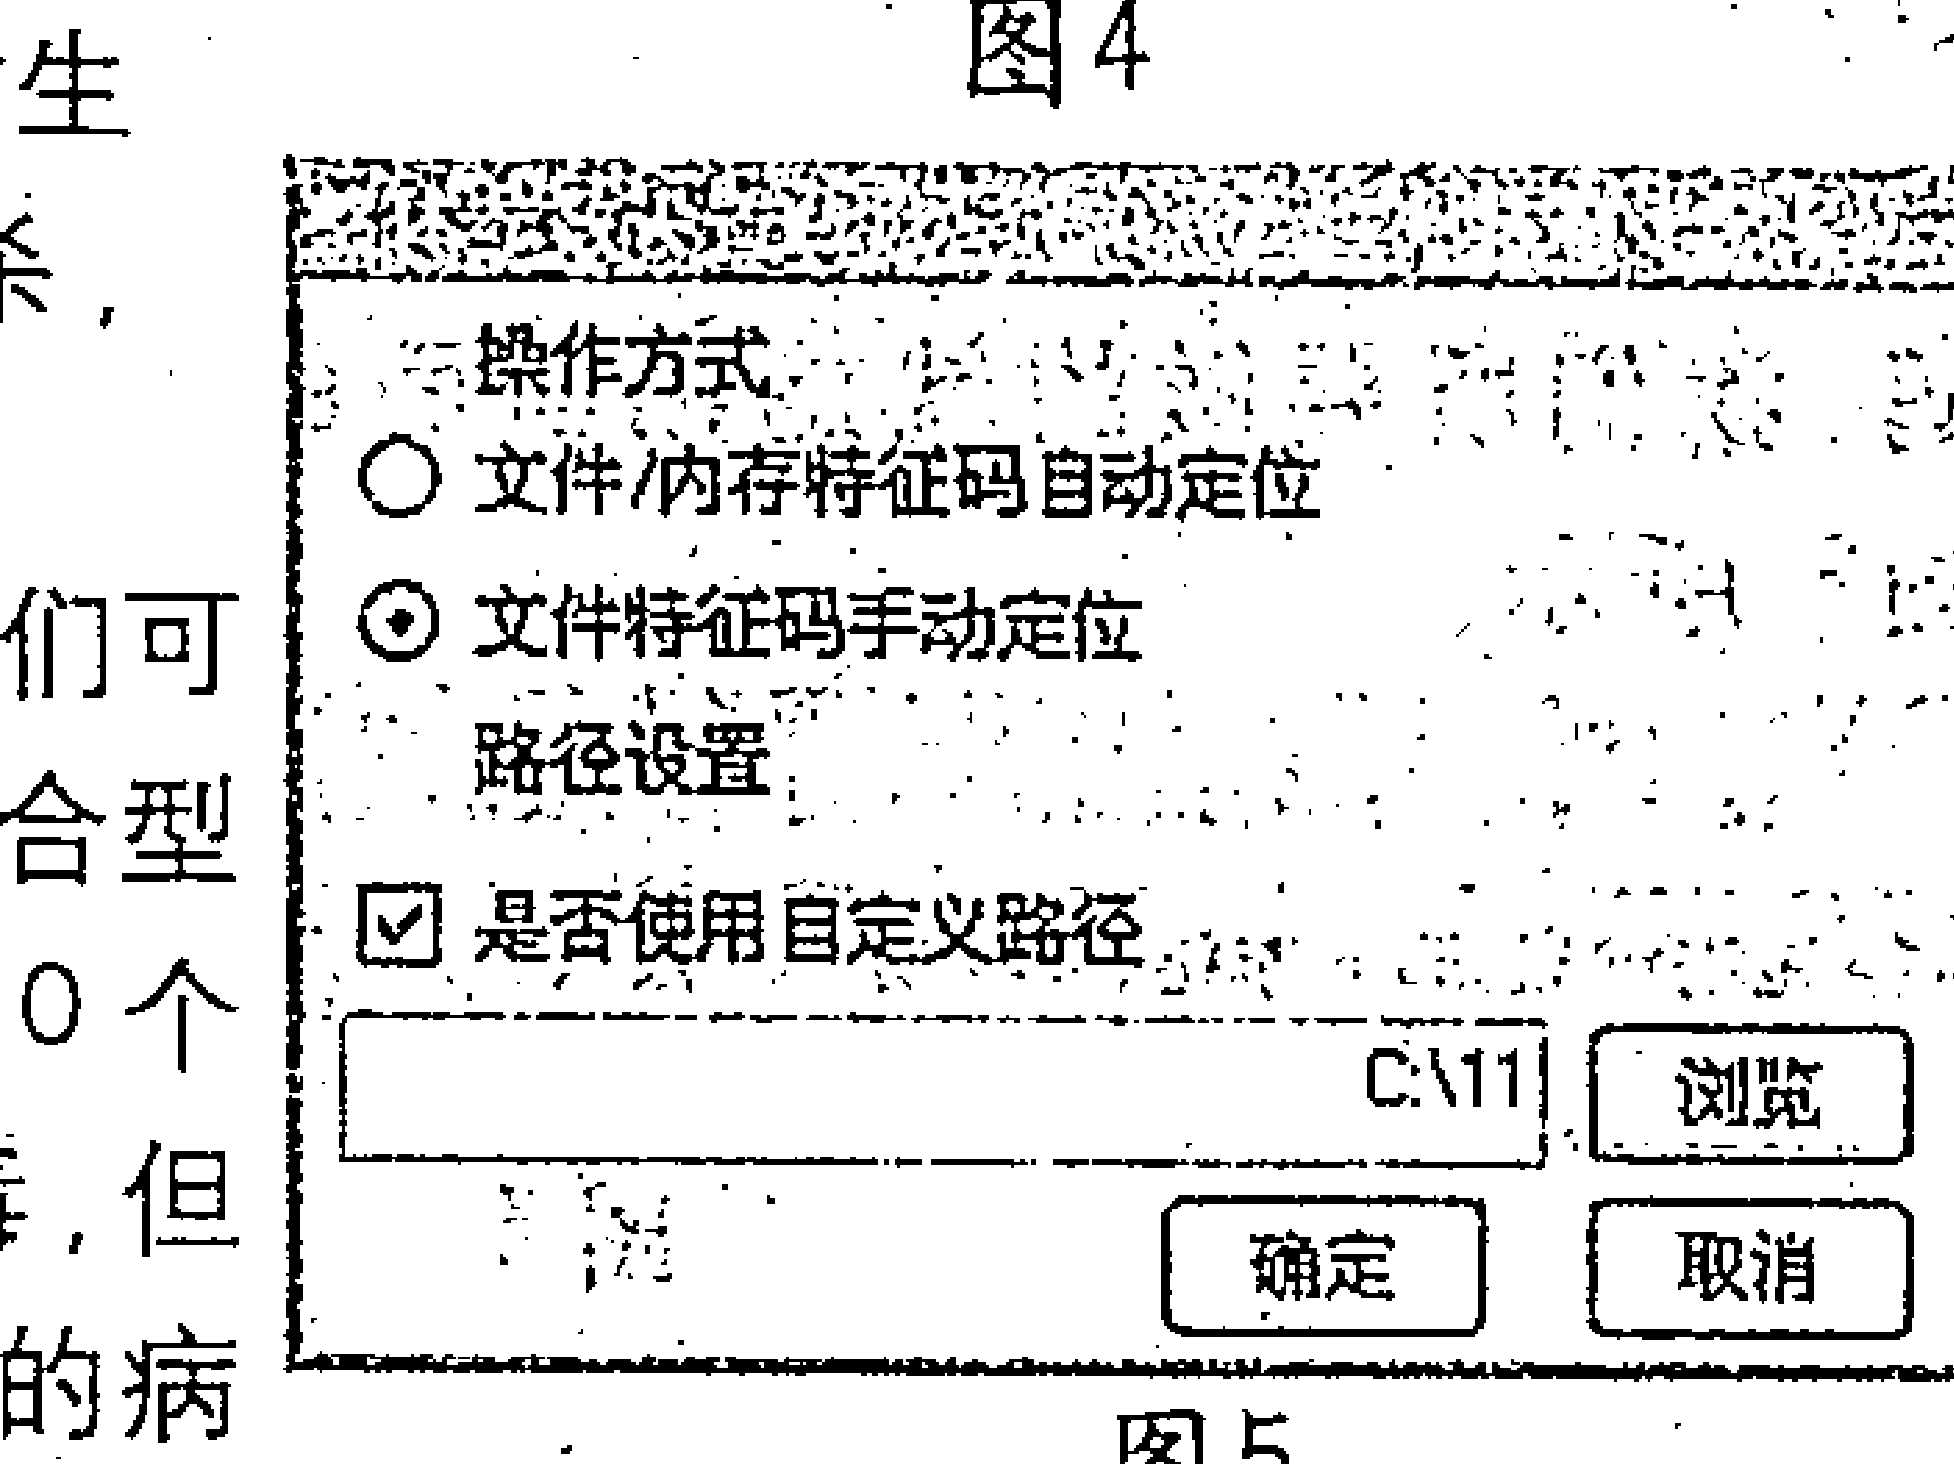 图4
生
,
操作方式
文件/内存特征码自动定位
们可
文件特征码手动定位
路径设置
合型
是否使用自定义路径
0个
C:\11
浏览
,但
确定
取消
的病
图5